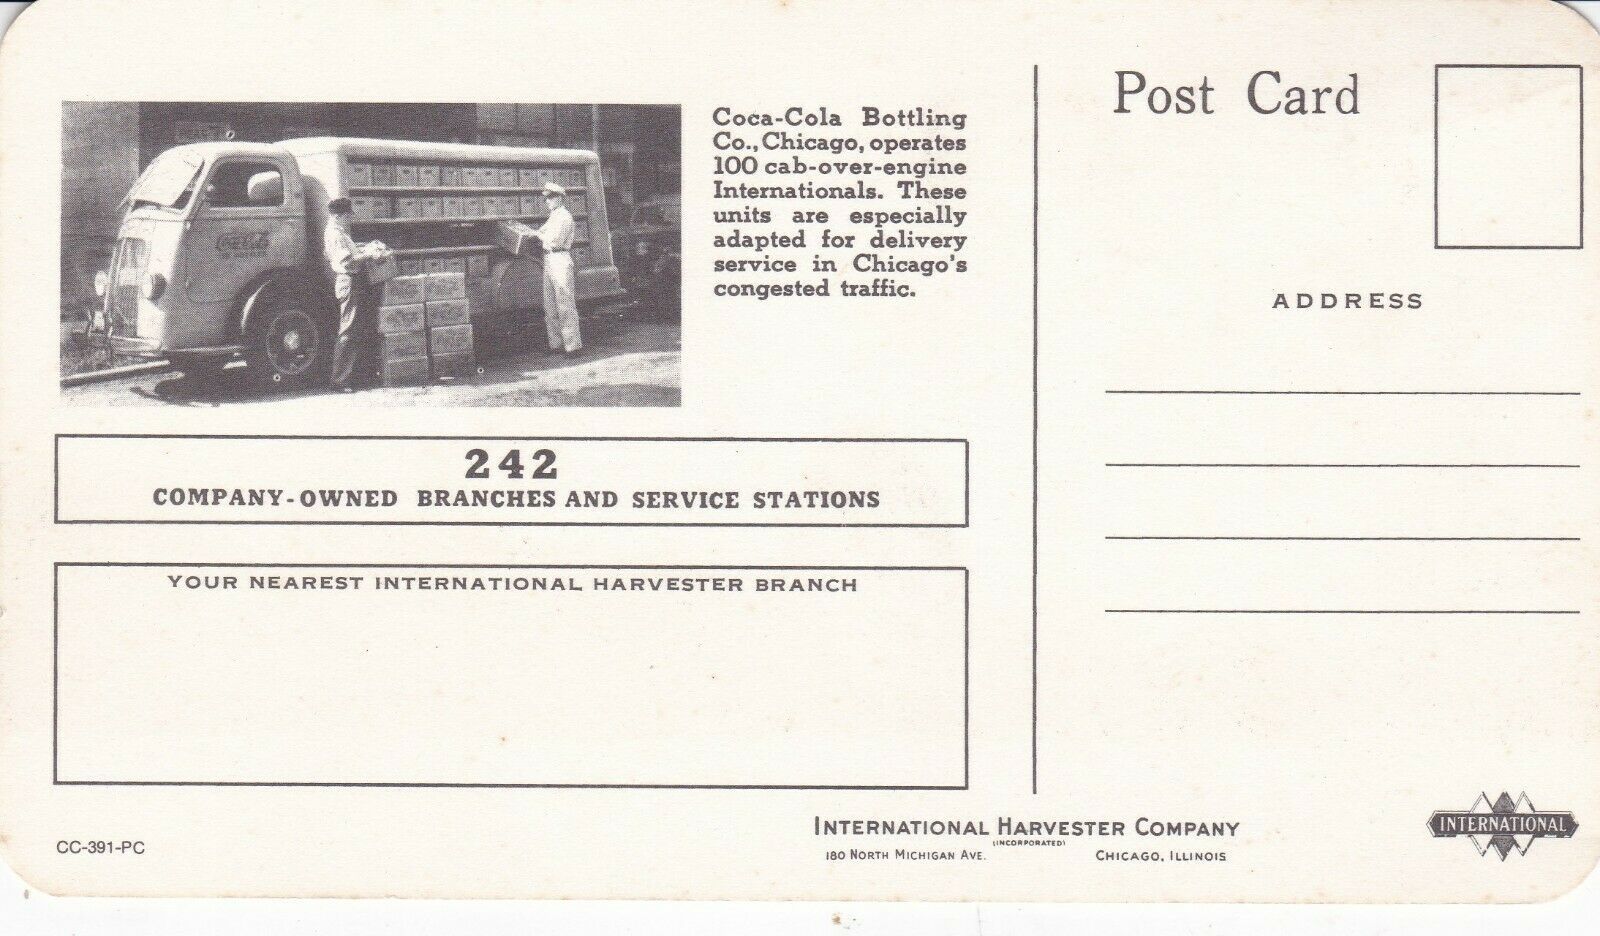 Coca-Cola Bottling
Co., Chicago, operates
100 cab-over-engine
Internationals. These
units are especially
adapted for delivery
service in Chicago's
congested traffic.
242
COMPANY-OWNED BRANCHES AND SERVICE STATIONS
YOUR NEAREST INTERNATIONAL HARVESTER BRANCH
CC-391-PC
Post Card
ADDRESS
INTERNATIONAL HARVESTER COMPANY
(INCORPORATED)
180 NORTH MICHIGAN AVE. CHICAGO, ILLINOIS
INTERNATIONAL